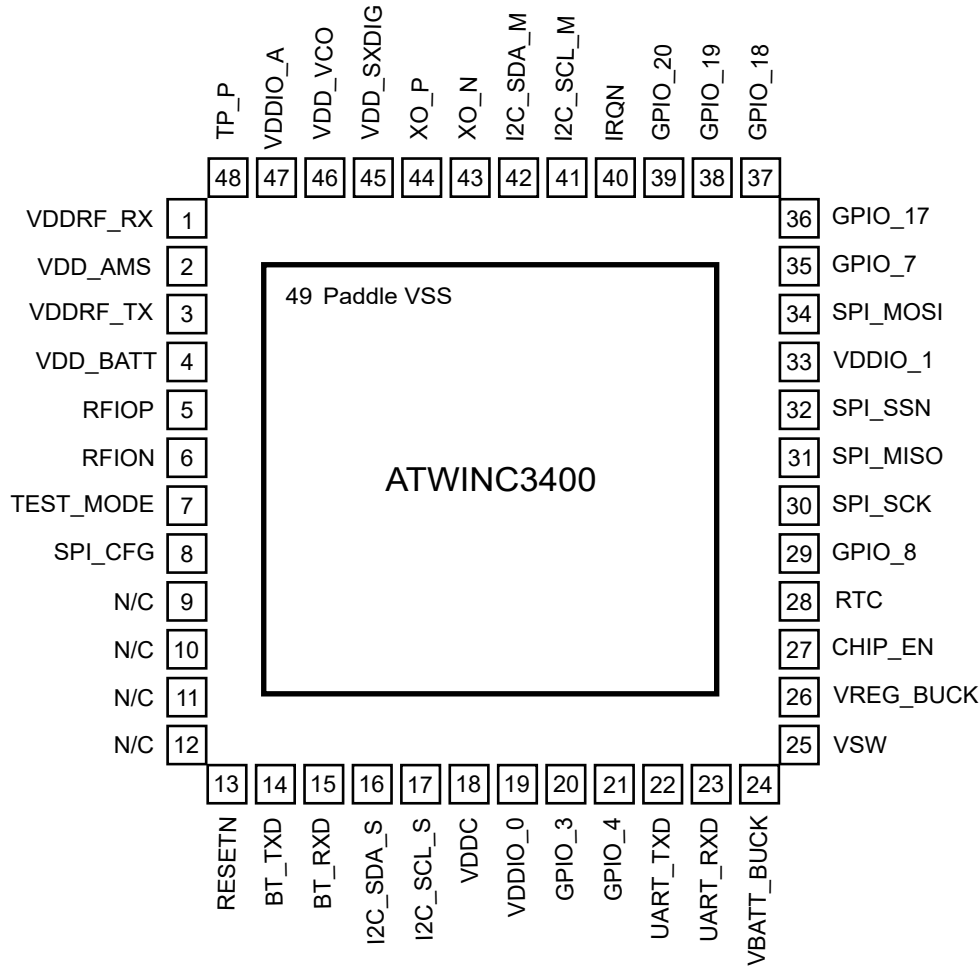 TP_P
VDDIO_A
VDD_VCO
VDD_SXDIG
XO_P
XO_N
I2C_SDA_M
I2C_SCL_M
IRQN
GPIO_20
GPIO_19
GPIO_18
48 47 46 45 44 43 42 41 40 39 38 37
VDDRF_RX 1
VDD_AMS 2
VDDRF_TX 3
VDD_BATT 4
RFIOP 5
RFION 6
TEST_MODE 7
SPI_CFG 8
N/C 9
N/C 10
N/C 11
N/C 12
49 Paddle VSS
ATWINC3400
36 GPIO_17
35 GPIO_7
34 SPI_MOSI
33 VDDIO_1
32 SPI_SSN
31 SPI_MISO
30 SPI_SCK
29 GPIO_8
28 RTC
27 CHIP_EN
26 VREG_BUCK
25 VSW
13 14 15 16 17 18 19 20 21 22 23 24
RESETN
BT_TXD
BT_RXD
I2C_SDA_S
I2C_SCL_S
VDDC
VDDIO_0
GPIO_3
GPIO_4
UART_TXD
UART_RXD
VBATT_BUCK